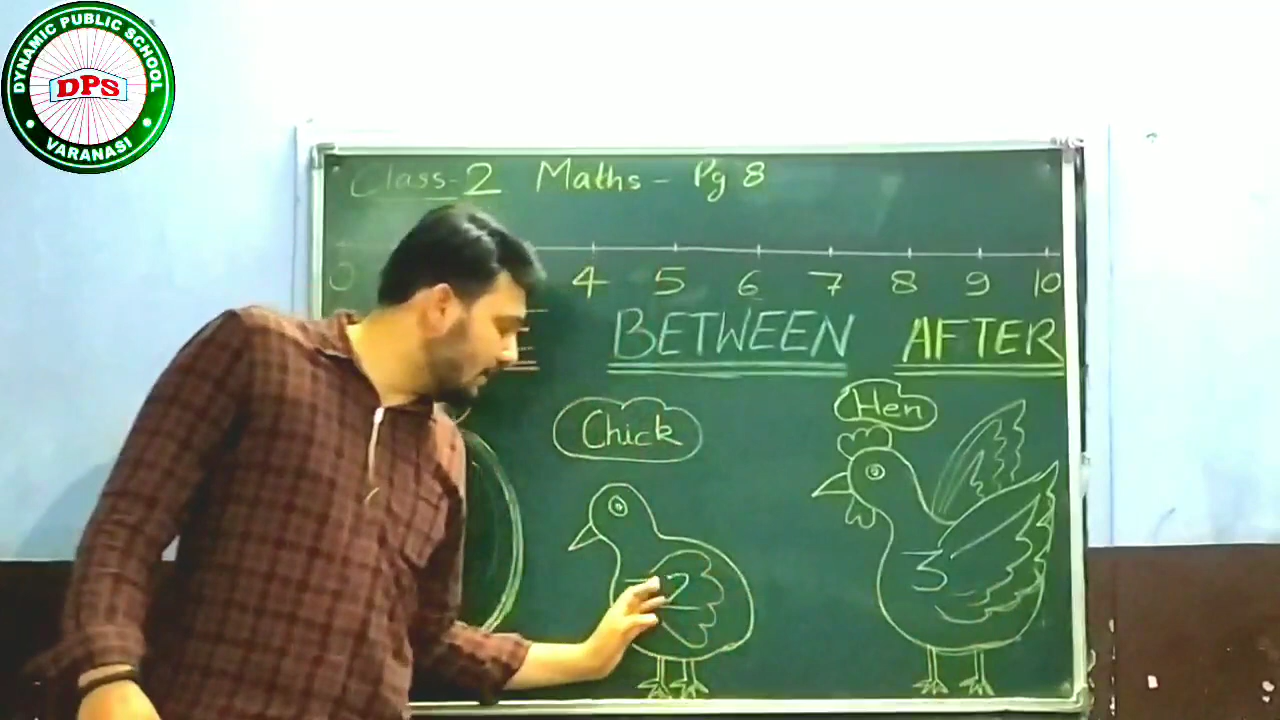 DYNAMIC PUBLIC SCHOOL
DPS
VARANASI
Class-2 Maths - Pg 8
0 4 5 6 7 8 9 10
BETWEEN AFTER
Chick Hen
3